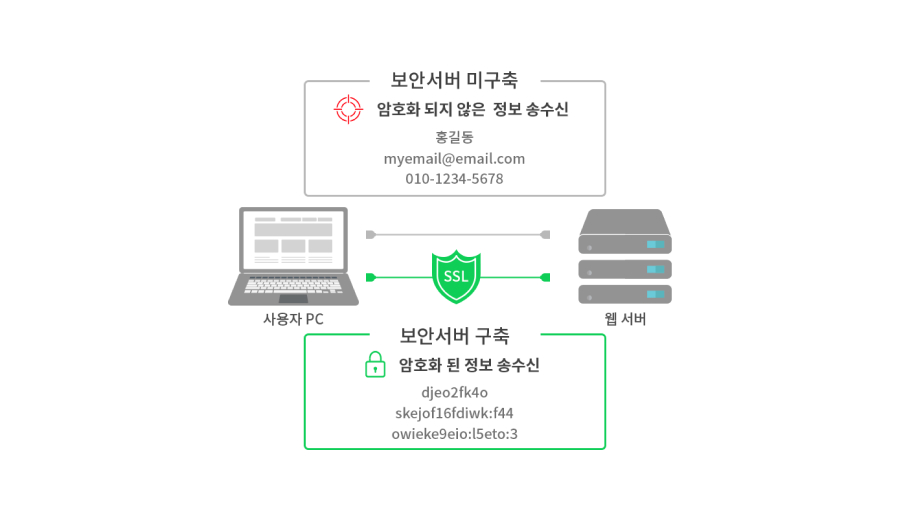 보안서버 미구축
암호화 되지 않은 정보 송수신
홍길동
myemail@email.com
010-1234-5678
SSL
사용자 PC
웹 서버
보안서버 구축
암호화 된 정보 송수신
djeo2fk4o
skejof16fdiwk:f44
owieke9eio:l5eto:3